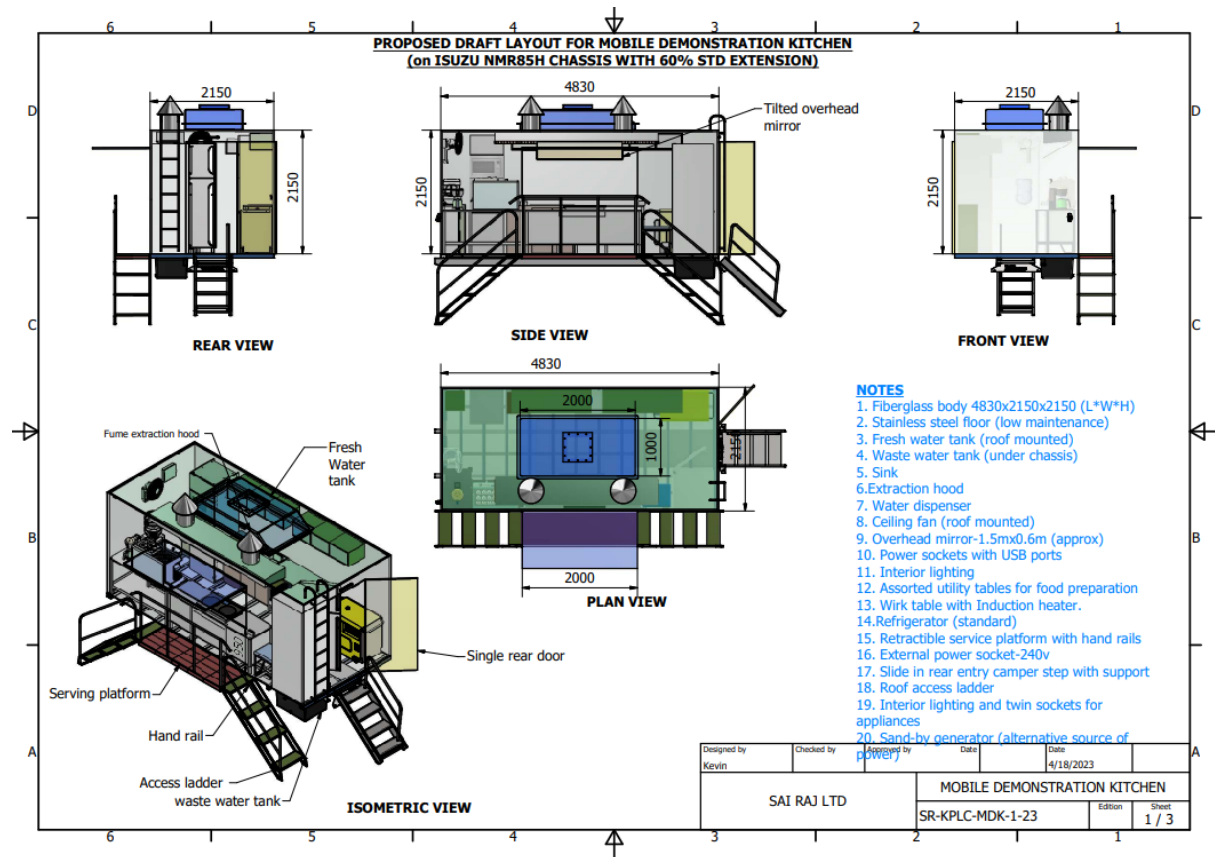 6
5
4
3
2
1
PROPOSED DRAFT LAYOUT FOR MOBILE DEMONSTRATION KITCHEN
(on ISUZU NMR85H CHASSIS WITH 60% STD EXTENSION)
D
D
2150
2150
REAR VIEW
4830
2150
Tilted overhead
mirror
SIDE VIEW
2150
2150
FRONT VIEW
C
C
4830
2000
1000
2150
2000
PLAN VIEW
Fume extraction hood
Fresh
Water
tank
Single rear door
Serving platform
Hand rail
Access ladder
waste water tank
ISOMETRIC VIEW
B
B
NOTES
1. Fiberglass body 4830x2150x2150 (L*W*H)
2. Stainless steel floor (low maintenance)
3. Fresh water tank (roof mounted)
4. Waste water tank (under chassis)
5. Sink
6.Extraction hood
7. Water dispenser
8. Ceiling fan (roof mounted)
9. Overhead mirror-1.5mx0.6m (approx)
10. Power sockets with USB ports
11. Interior lighting
12. Assorted utility tables for food preparation
13. Wirk table with Induction heater.
14.Refrigerator (standard)
15. Retractible service platform with hand rails
16. External power socket-240v
17. Slide in rear entry camper step with support
18. Roof access ladder
19. Interior lighting and twin sockets for
appliances
20. Sand-by generator (alternative source of
power)
A
A
Designed by
Kevin
Checked by
Approved by
Date
Date
4/18/2023
SAI RAJ LTD
MOBILE DEMONSTRATION KITCHEN
SR-KPLC-MDK-1-23
Edition
Sheet
1 / 3
6
5
4
3
2
1